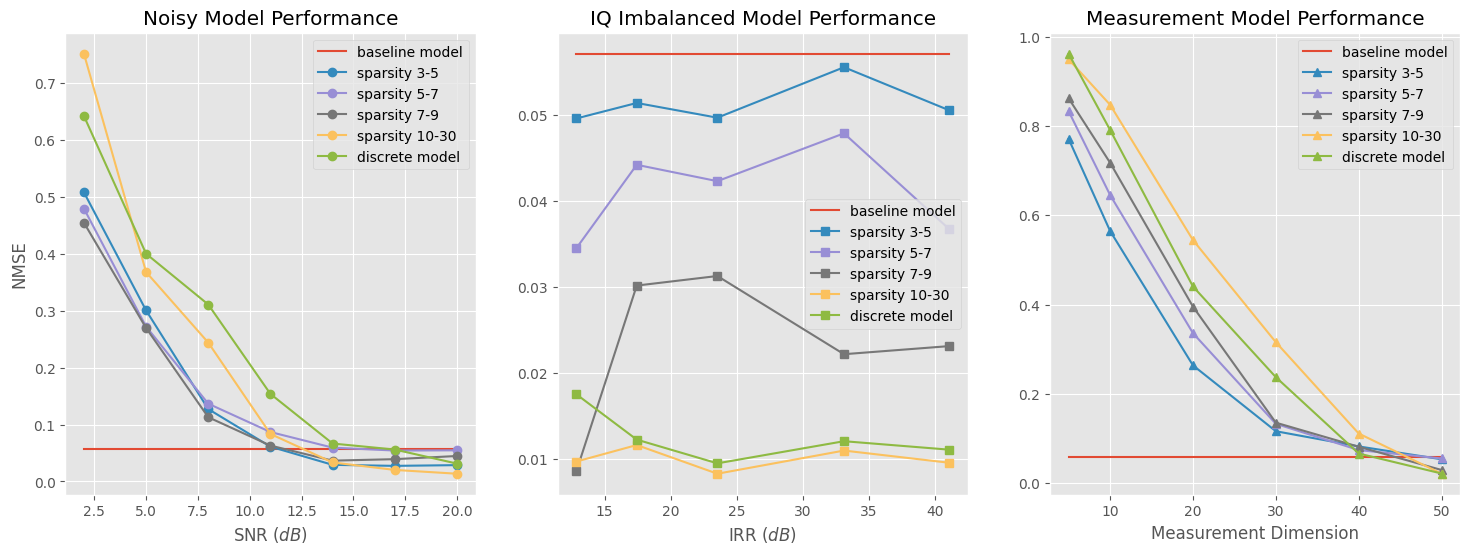 Noisy Model Performance
NMSE
0.7
0.6
0.5
0.4
0.3
0.2
0.1
0.0
baseline model
sparsity 3-5
sparsity 5-7
sparsity 7-9
sparsity 10-30
discrete model
2.5 5.0 7.5 10.0 12.5 15.0 17.5 20.0
SNR (dB)
IQ Imbalanced Model Performance
0.05
0.04
0.03
0.02
0.01
baseline model
sparsity 3-5
sparsity 5-7
sparsity 7-9
sparsity 10-30
discrete model
15 20 25 30 35 40
IRR (dB)
Measurement Model Performance
1.0
0.8
0.6
0.4
0.2
0.0
baseline model
sparsity 3-5
sparsity 5-7
sparsity 7-9
sparsity 10-30
discrete model
10 20 30 40 50
Measurement Dimension